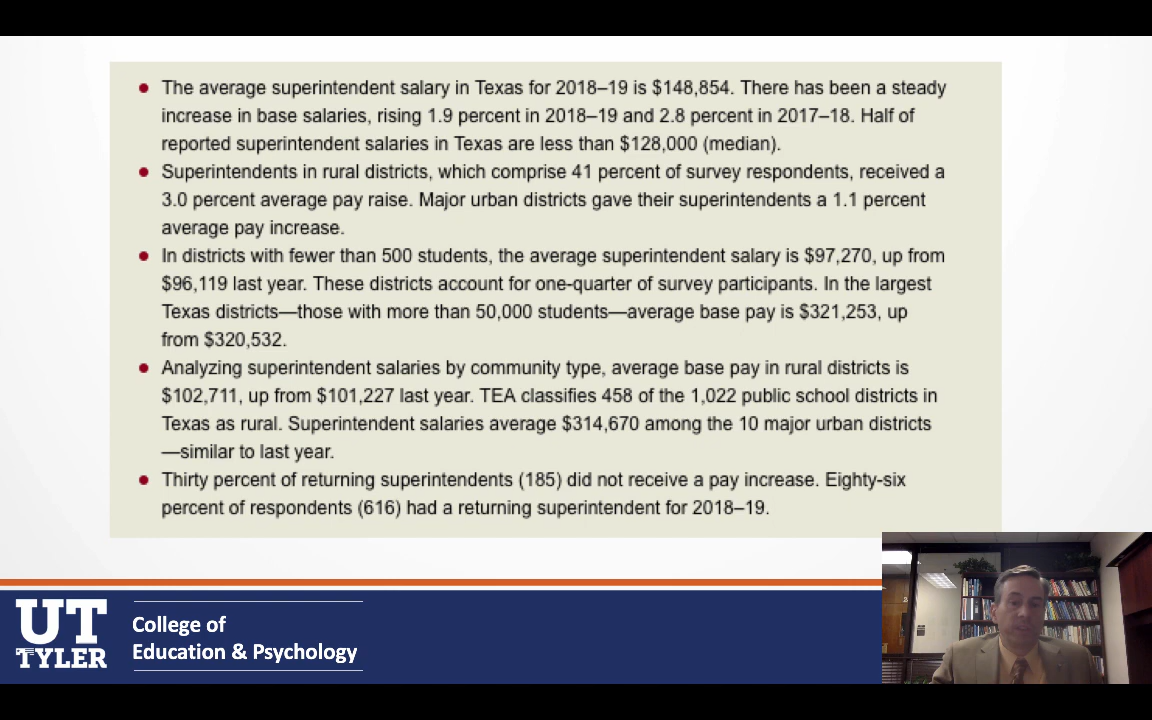 The average superintendent salary in Texas for 2018–19 is $148,854. There has been a steady
increase in base salaries, rising 1.9 percent in 2018–19 and 2.8 percent in 2017–18. Half of
reported superintendent salaries in Texas are less than $128,000 (median).
Superintendents in rural districts, which comprise 41 percent of survey respondents, received a
3.0 percent average pay raise. Major urban districts gave their superintendents a 1.1 percent
average pay increase.
In districts with fewer than 500 students, the average superintendent salary is $97,270, up from
$96,119 last year. These districts account for one-quarter of survey participants. In the largest
Texas districts—those with more than 50,000 students—average base pay is $321,253, up
from $320,532.
Analyzing superintendent salaries by community type, average base pay in rural districts is
$102,711, up from $101,227 last year. TEA classifies 458 of the 1,022 public school districts in
Texas as rural. Superintendent salaries average $314,670 among the 10 major urban districts
—similar to last year.
Thirty percent of returning superintendents (185) did not receive a pay increase. Eighty-six
percent of respondents (616) had a returning superintendent for 2018–19.
UT
TYLER
College of
Education & Psychology